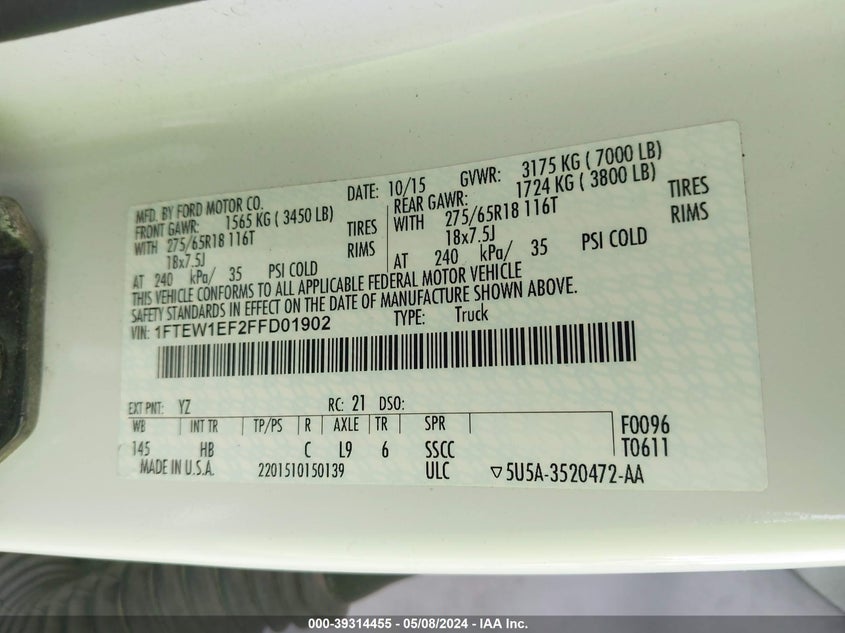 MFD. BY FORD MOTOR CO. DATE: 10/15 GVWR: 3175 KG ( 7000 LB)
FRONT GAWR: 1565 KG ( 3450 LB) REAR GAWR: 1724 KG ( 3800 LB)
WITH 275/65R18 116T TIRES WITH 275/65R18 116T TIRES
18x7.5J RIMS 18x7.5J RIMS
AT 240 kPa/ 35 PSI COLD AT 240 kPa/ 35 PSI COLD
THIS VEHICLE CONFORMS TO ALL APPLICABLE FEDERAL MOTOR VEHICLE
SAFETY STANDARDS IN EFFECT ON THE DATE OF MANUFACTURE SHOWN ABOVE.
VIN: 1FTEW1EF2FFD01902 TYPE: Truck
EXT PNT: YZ RC: 21 DSO:
WB INT TR TP/PS R AXLE TR SPR F0096
145 HB C L9 6 SSCC T0611
MADE IN U.S.A. 2201510150139 ULC ▽5U5A-3520472-AA
000-39314455 - 05/08/2024 - IAA Inc.